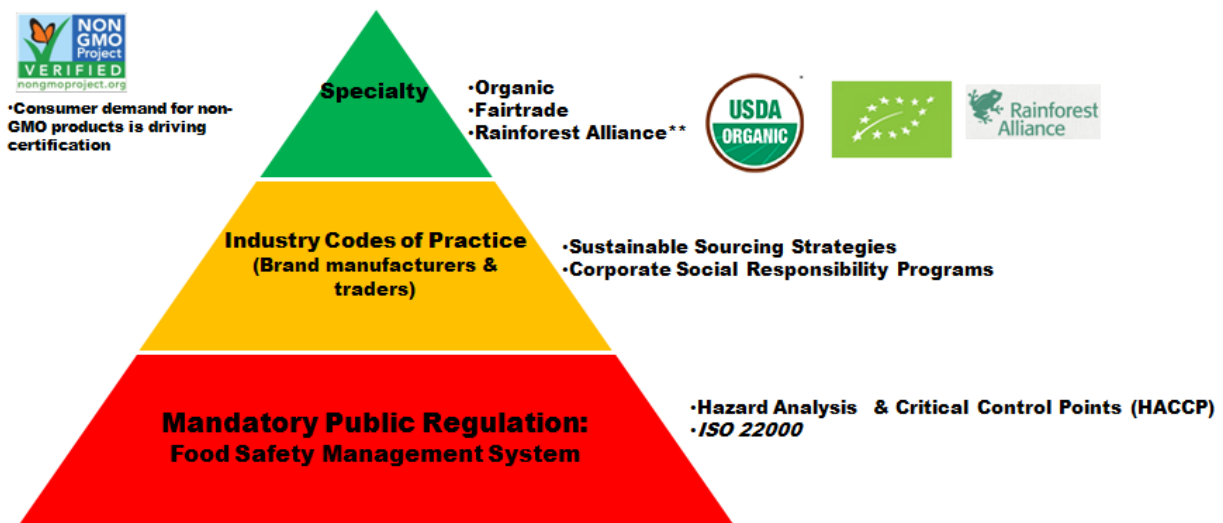 NON
GMO
Project
VERIFIED
nongmoproject.org
•Consumer demand for non-
GMO products is driving
certification
Specialty
•Organic
•Fairtrade
•Rainforest Alliance**
USDA
ORGANIC
Rainforest
Alliance
Industry Codes of Practice
(Brand manufacturers &
traders)
•Sustainable Sourcing Strategies
•Corporate Social Responsibility Programs
Mandatory Public Regulation:
Food Safety Management System
•Hazard Analysis & Critical Control Points (HACCP)
•ISO 22000